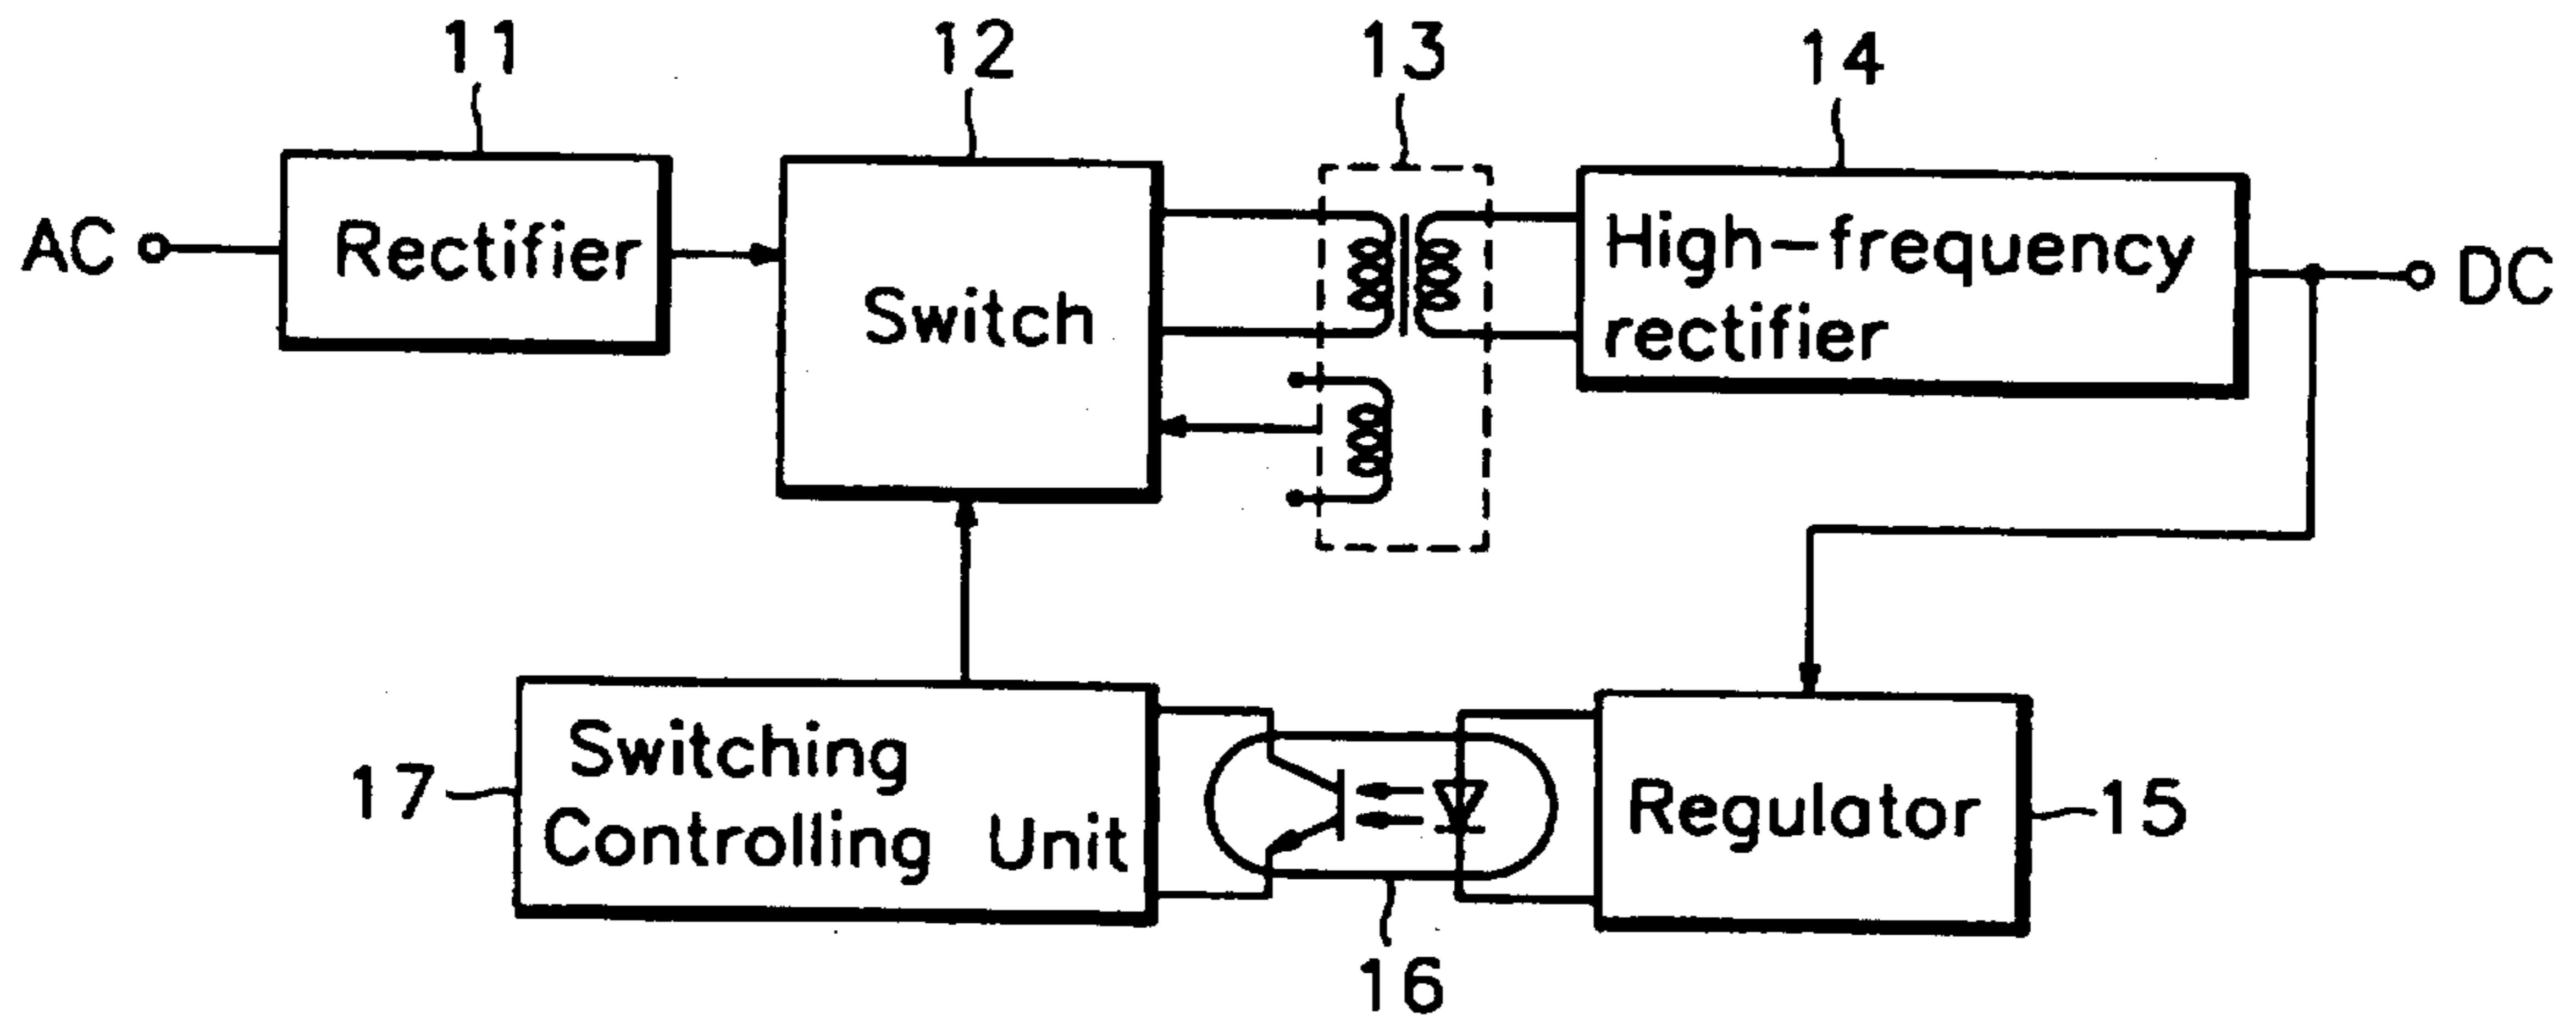 11
12
13
14
AC
Rectifier
Switch
High-frequency
rectifier
DC
17
Switching
Controlling Unit
Regulator
15
16